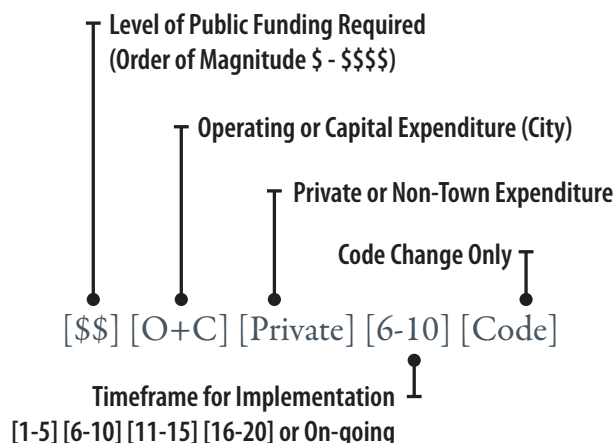 Level of Public Funding Required
(Order of Magnitude $ - $$$$)
Operating or Capital Expenditure (City)
Private or Non-Town Expenditure
Code Change Only
[$$] [O+C] [Private] [6-10] [Code]
Timeframe for Implementation
[1-5] [6-10] [11-15] [16-20] or On-going